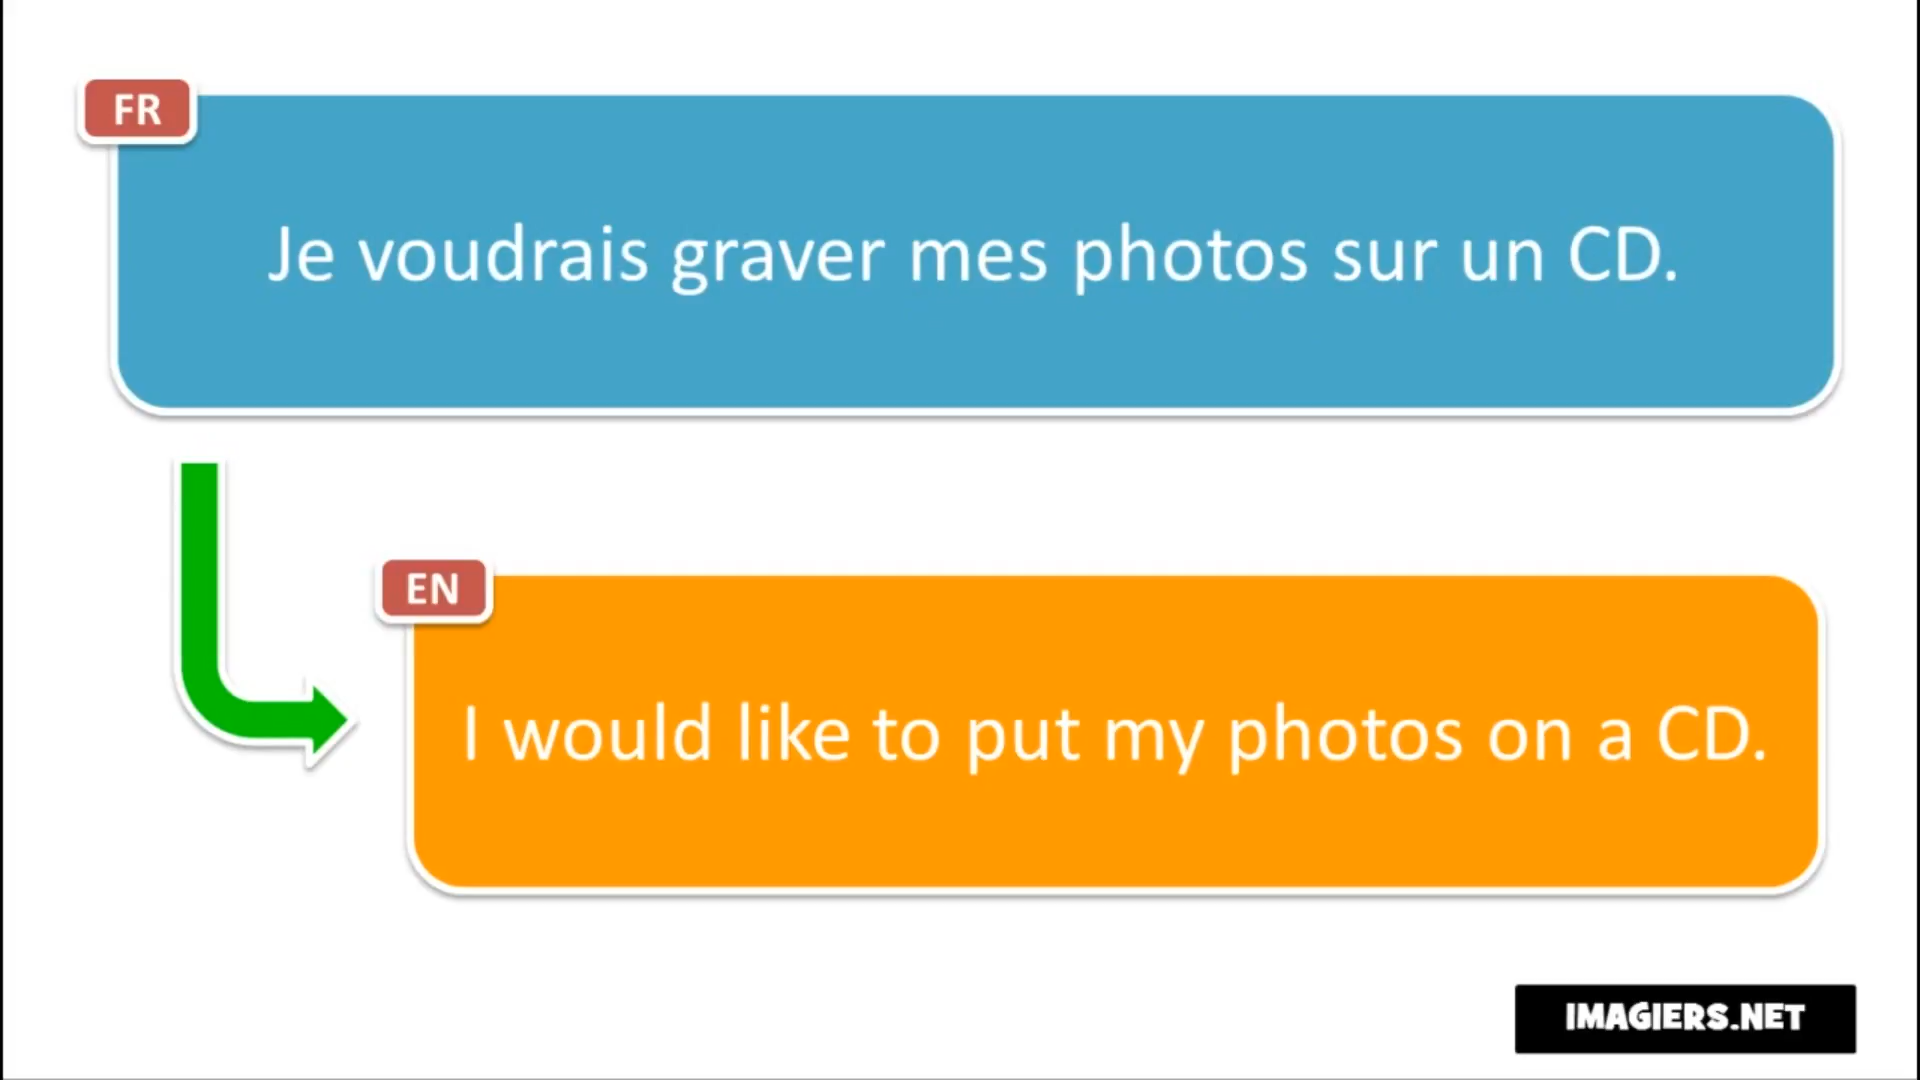 FR
Je voudrais graver mes photos sur un CD.
EN
I would like to put my photos on a CD.
IMAGIERS.NET